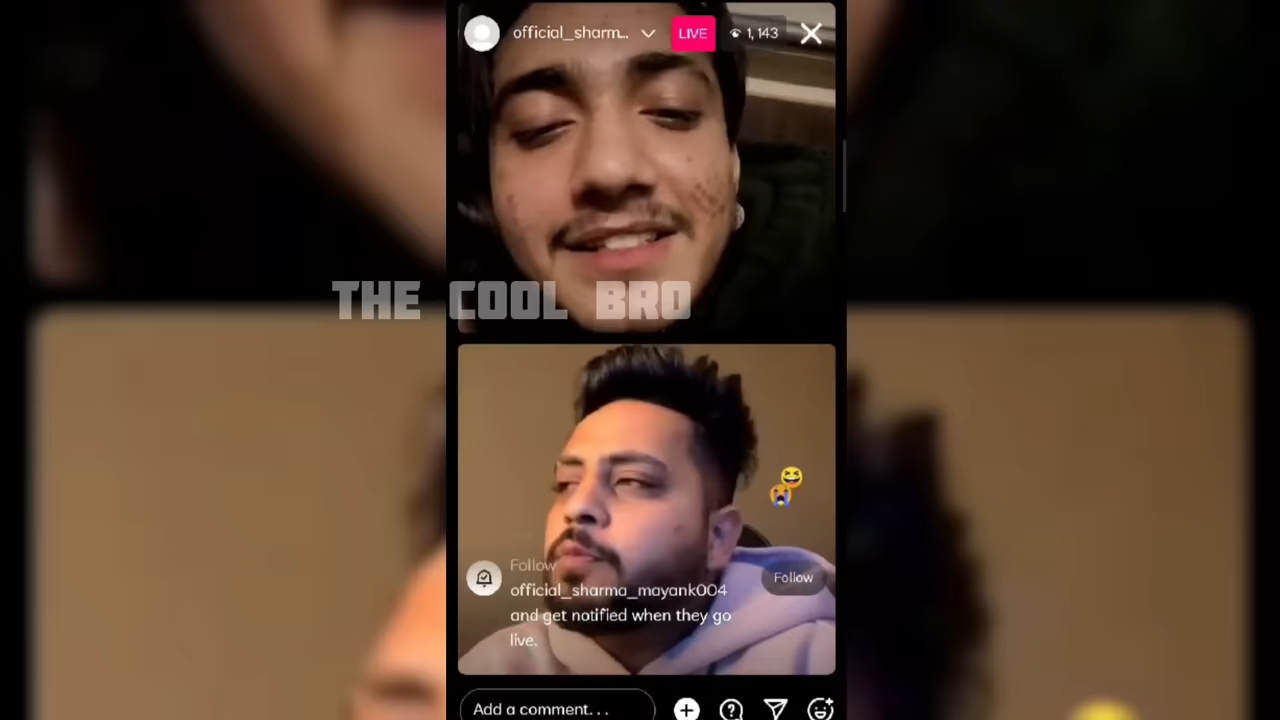 official_sharm...
LIVE
1,143
THE COOL BRO
Follow
official_sharma_mayank004
and get notified when they go
live.
Follow
Add a comment...